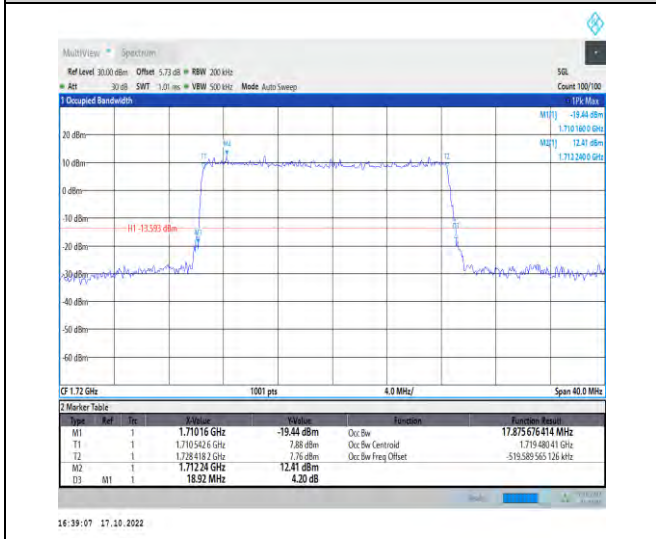 MultiView Spectrum
Ref Level 30.00 dBm Offset 5.73 dB RBW 200 kHz SGL
Att 30 dB SWT 1.01 ms VBW 500 kHz Mode Auto Sweep Count 100/100
1 Occupied Bandwidth 1Pk Max
M1[1] -19.44 dBm
1.710 160 0 GHz
M2[1] 12.41 dBm
1.712 240 0 GHz
20 dBm
M2
10 dBm T1 T2
0 dBm
-10 dBm
H1 -13.593 dBm
M1 D3
-20 dBm
-30 dBm
-40 dBm
-50 dBm
-60 dBm
CF 1.72 GHz 1001 pts 4.0 MHz/ Span 40.0 MHz
2 Marker Table
Type Ref Trc X-Value Y-Value Function Function Result
M1 1 1.710 16 GHz -19.44 dBm Occ Bw 17.875 676 414 MHz
T1 1 1.710 542 6 GHz 7.88 dBm Occ Bw Centroid 1.719 480 41 GHz
T2 1 1.728 418 2 GHz 7.76 dBm Occ Bw Freq Offset -519.589 565 126 kHz
M2 1 1.712 24 GHz 12.41 dBm
D3 M1 1 18.92 MHz 4.20 dB
16:39:07 17.10.2022